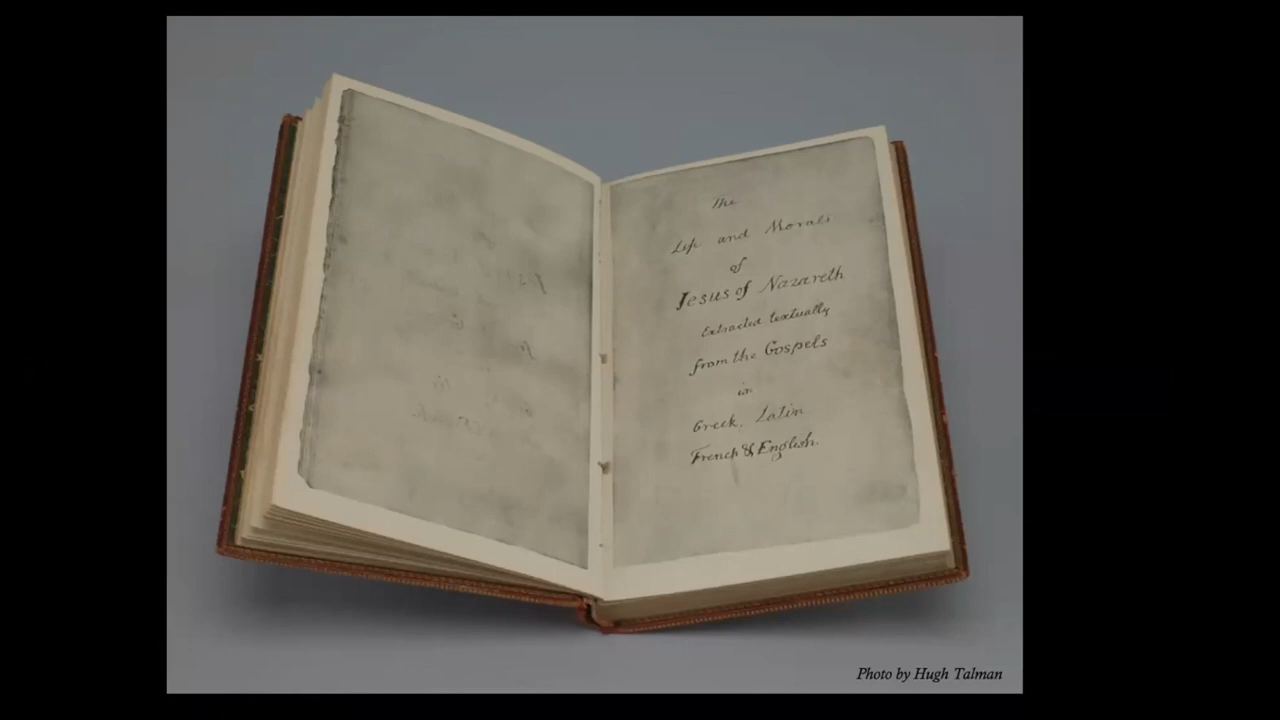 The
Life and Morals
of
Jesus of Nazareth
Extracted textually
from the Gospels
in
Greek, Latin
French & English.
Photo by Hugh Talman